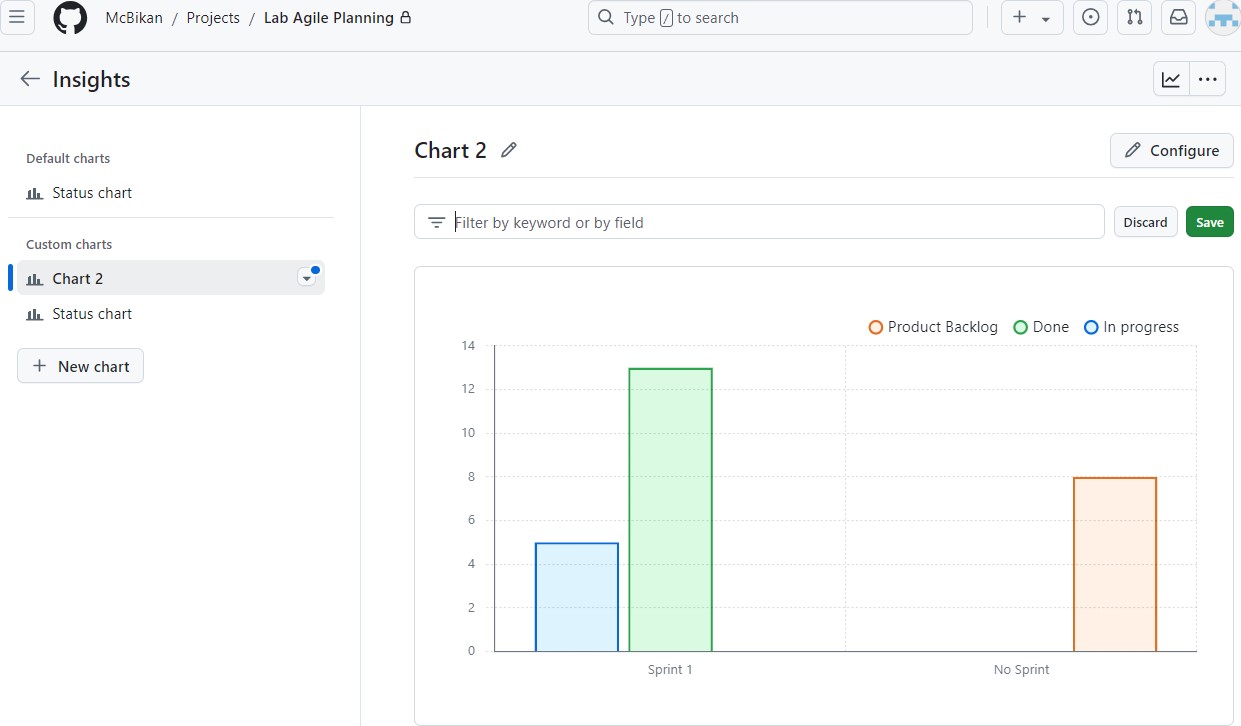 McBikan / Projects / Lab Agile Planning
Type / to search
Insights
Default charts
Status chart
Custom charts
Chart 2
Status chart
New chart
Chart 2
Configure
Filter by keyword or by field
Discard
Save
Product Backlog Done In progress
14
12
10
8
6
4
2
0
Sprint 1 No Sprint